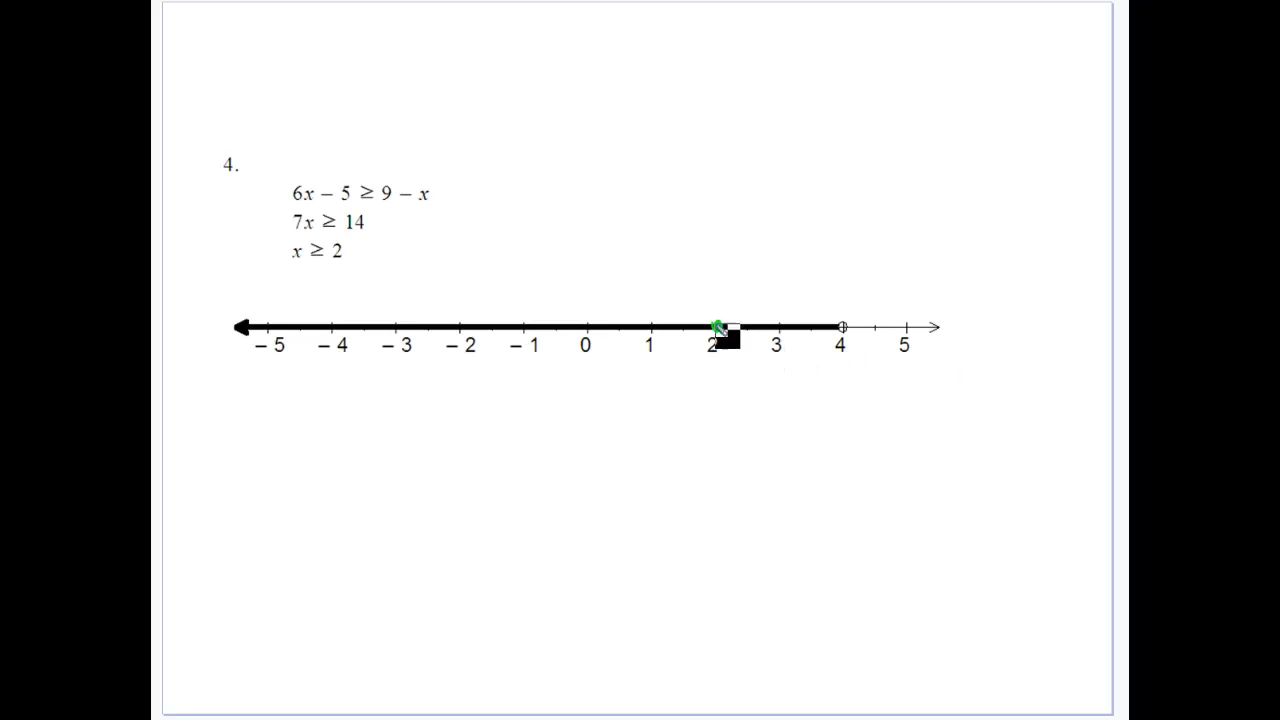 4.
6x − 5 ≥ 9 − x
7x ≥ 14
x ≥ 2
− 5 − 4 − 3 − 2 − 1 0 1 2 3 4 5